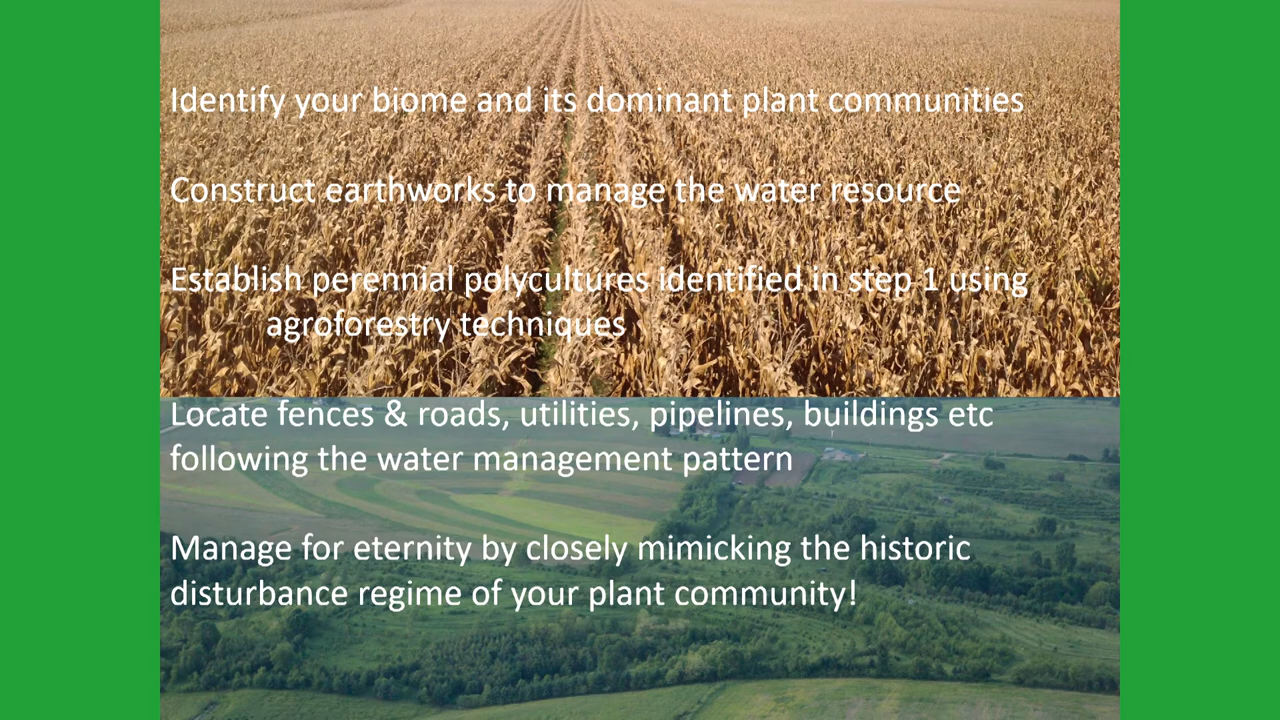 Identify your biome and its dominant plant communities
Construct earthworks to manage the water resource
Establish perennial polycultures identified in step 1 using
agroforestry techniques
Locate fences & roads, utilities, pipelines, buildings etc
following the water management pattern
Manage for eternity by closely mimicking the historic
disturbance regime of your plant community!